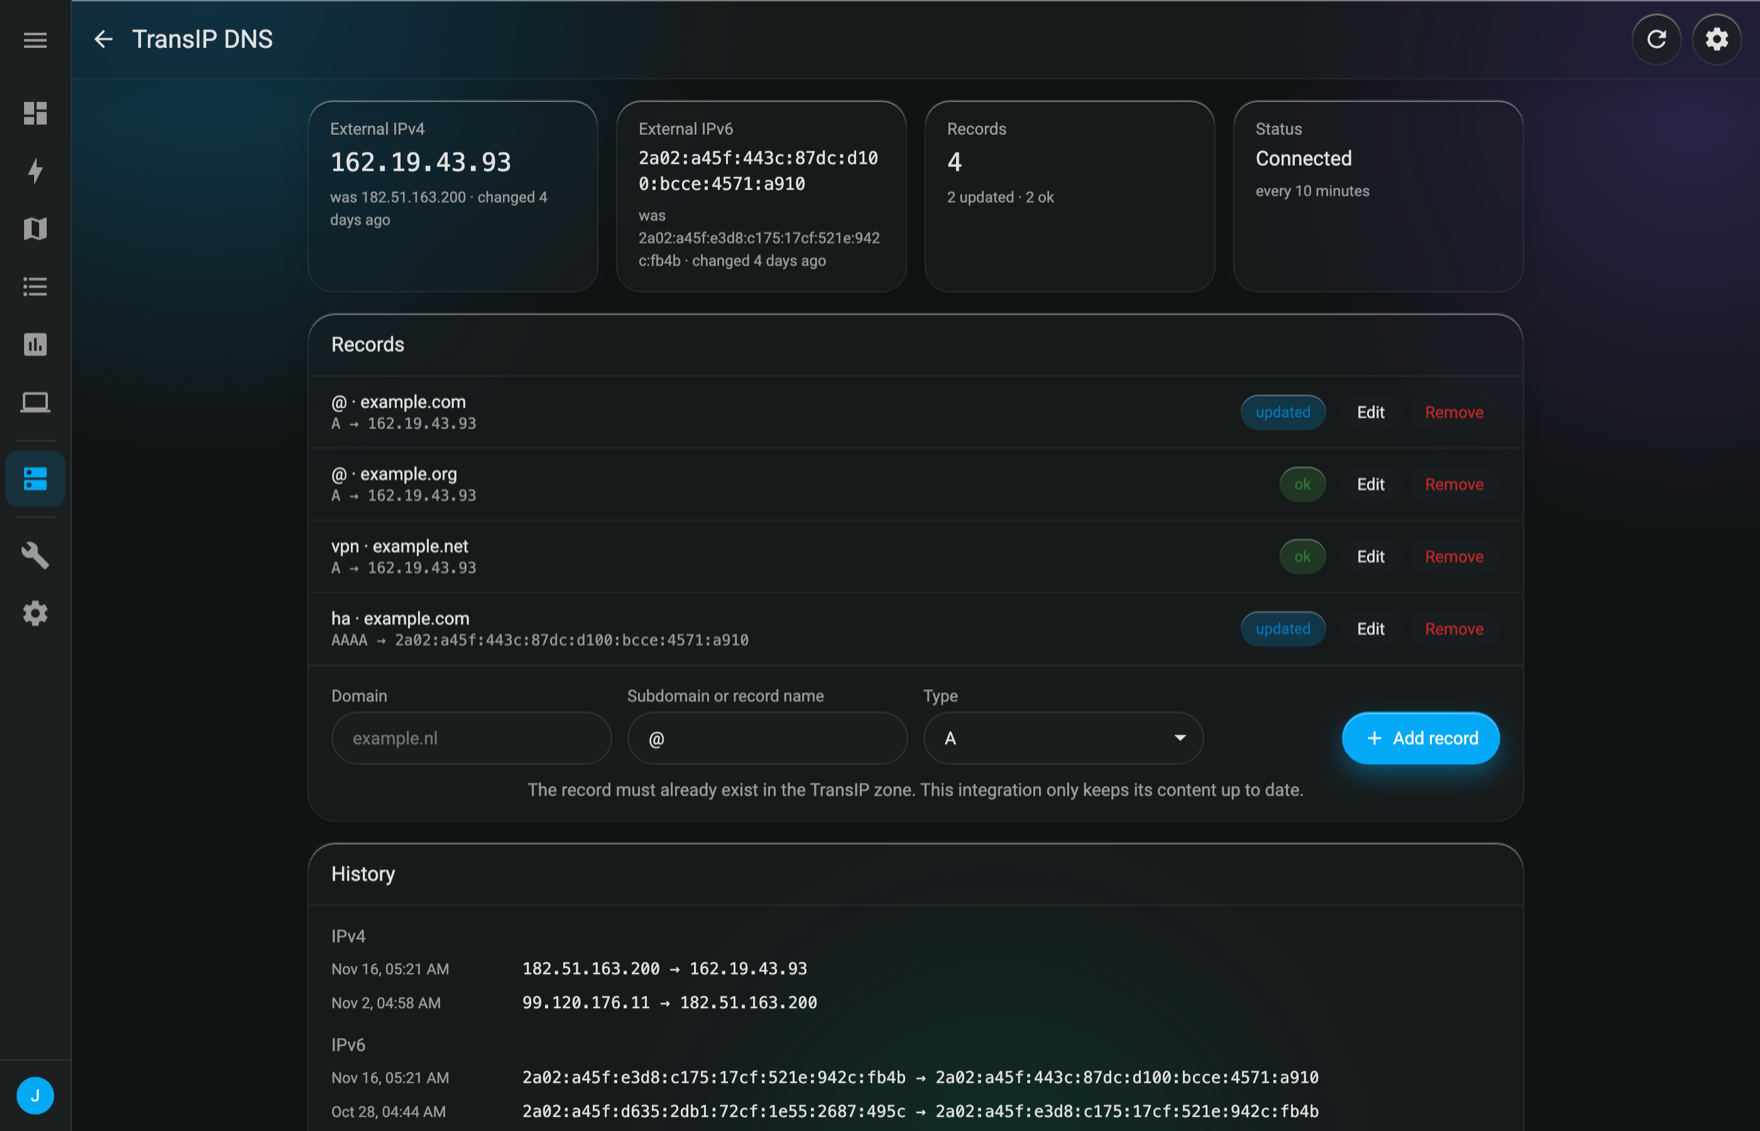 TransIP DNS
External IPv4
162.19.43.93
was 182.51.163.200 · changed 4
days ago
External IPv6
2a02:a45f:443c:87dc:d10
0:bcce:4571:a910
was
2a02:a45f:e3d8:c175:17cf:521e:942
c:fb4b · changed 4 days ago
Records
4
2 updated · 2 ok
Status
Connected
every 10 minutes
Records
@ · example.com
A → 162.19.43.93
updated Edit Remove
@ · example.org
A → 162.19.43.93
ok Edit Remove
vpn · example.net
A → 162.19.43.93
ok Edit Remove
ha · example.com
AAAA → 2a02:a45f:443c:87dc:d100:bcce:4571:a910
updated Edit Remove
Domain Subdomain or record name Type
example.nl @ A + Add record
The record must already exist in the TransIP zone. This integration only keeps its content up to date.
History
IPv4
Nov 16, 05:21 AM 182.51.163.200 → 162.19.43.93
Nov 2, 04:58 AM 99.120.176.11 → 182.51.163.200
IPv6
Nov 16, 05:21 AM 2a02:a45f:e3d8:c175:17cf:521e:942c:fb4b → 2a02:a45f:443c:87dc:d100:bcce:4571:a910
Oct 28, 04:44 AM 2a02:a45f:d635:2db1:72cf:1e55:2687:495c → 2a02:a45f:e3d8:c175:17cf:521e:942c:fb4b
J